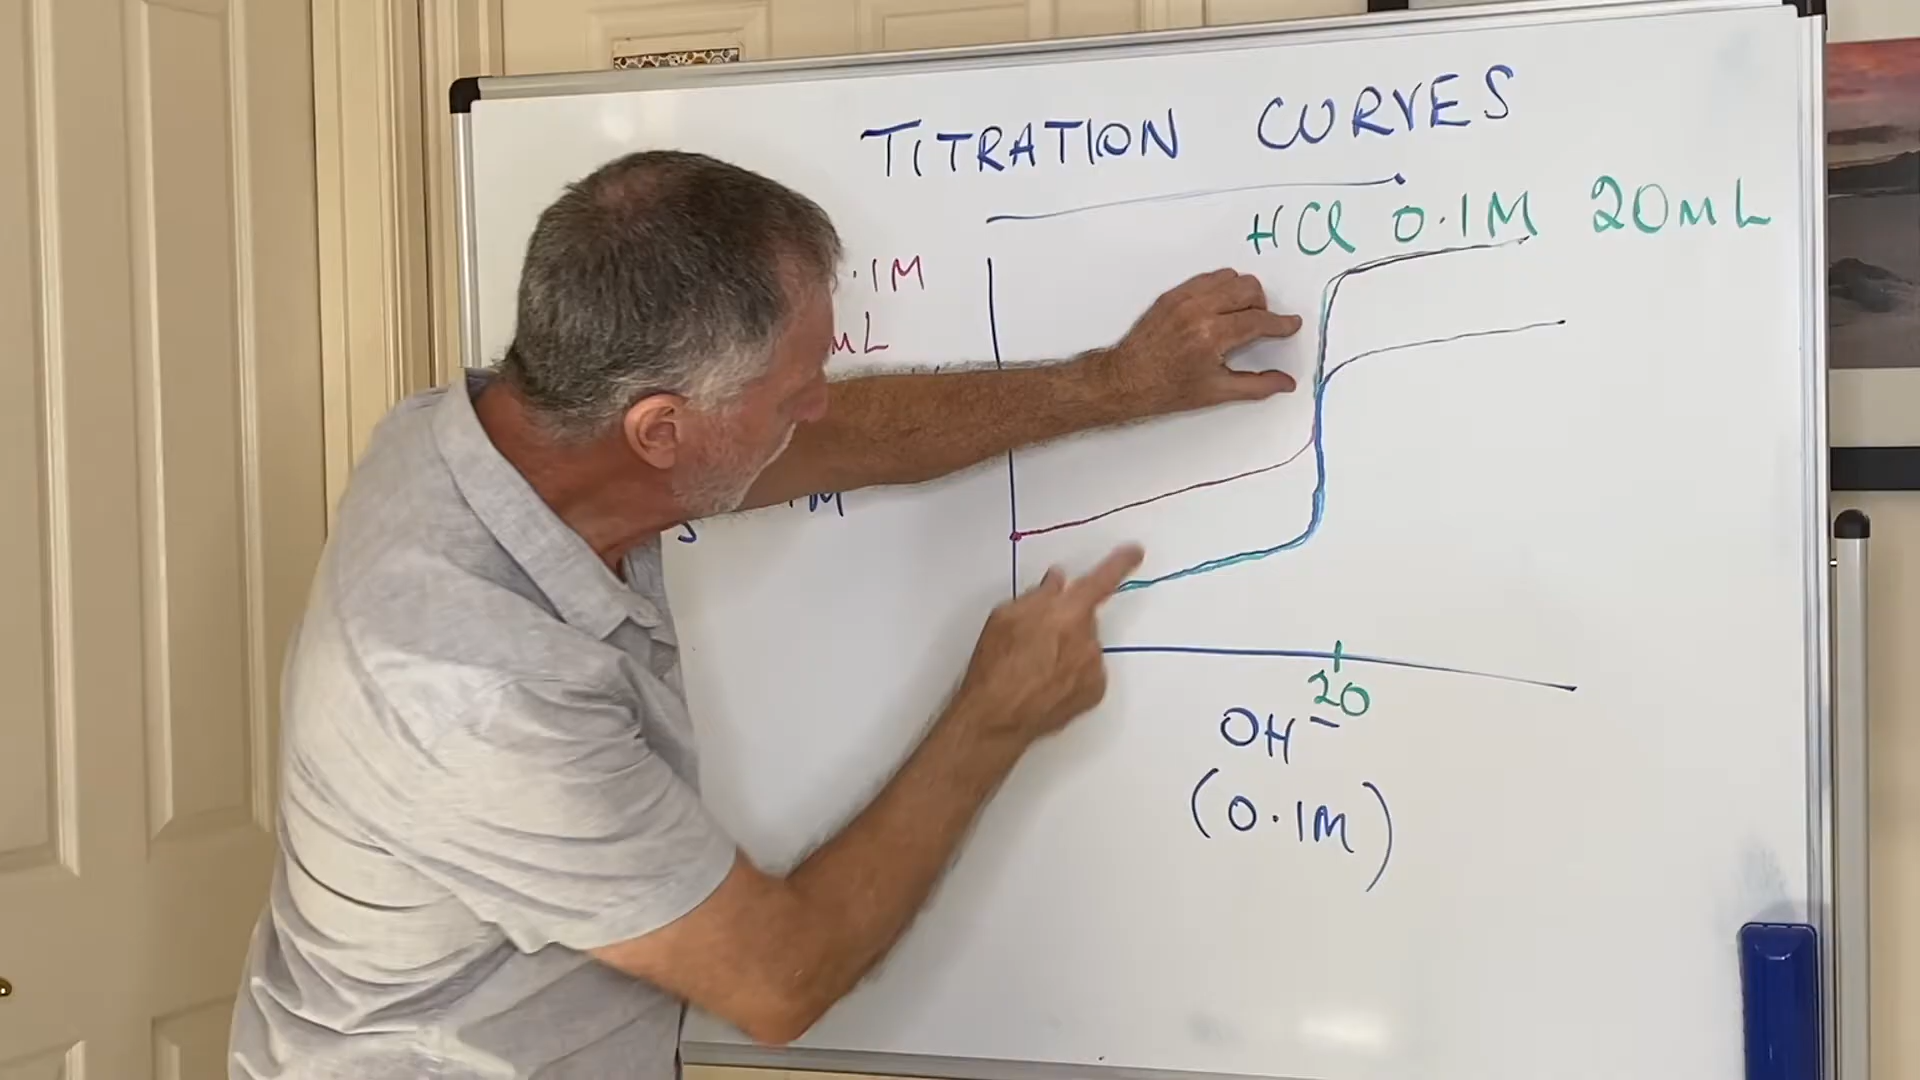 TITRATION CURVES
HCl 0.1M 20mL
.1M
mL
M
20
OH⁻
(0.1M)